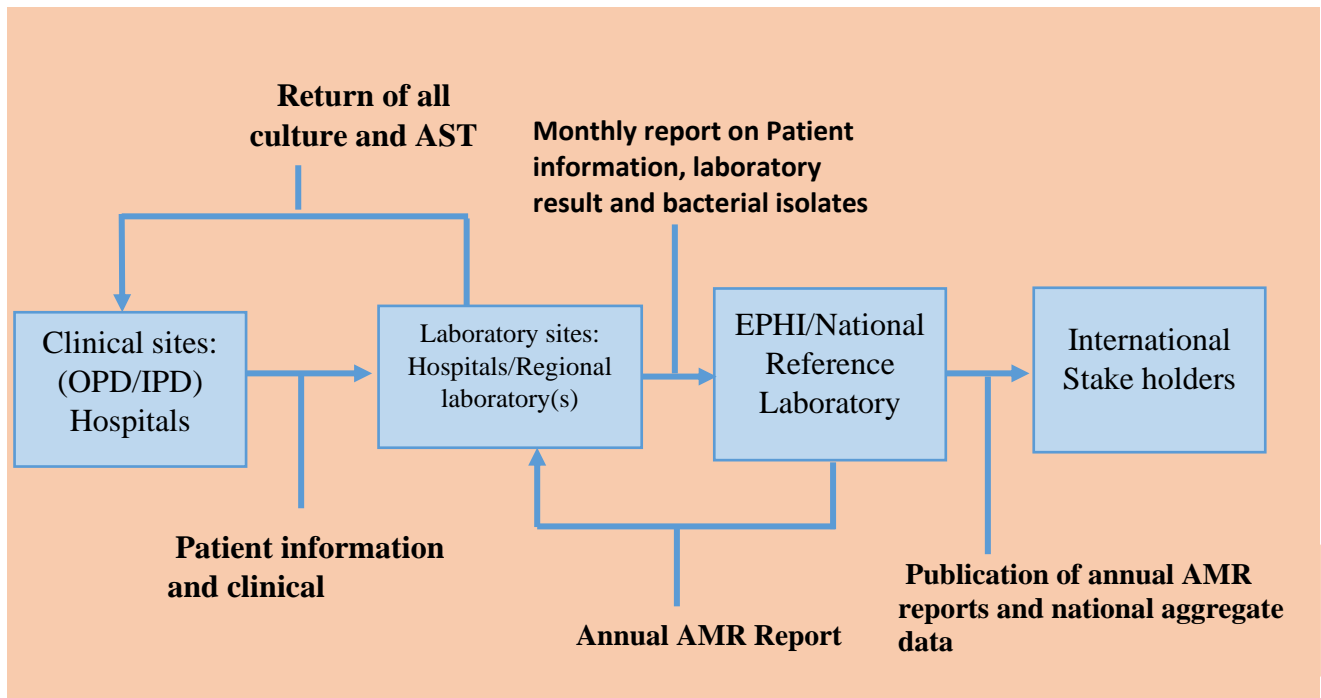 Return of all
culture and AST
Monthly report on Patient
information, laboratory
result and bacterial isolates
Clinical sites:
(OPD/IPD)
Hospitals
Laboratory sites:
Hospitals/Regional
laboratory(s)
EPHI/National
Reference
Laboratory
International
Stake holders
Patient information
and clinical
Annual AMR Report
Publication of annual AMR
reports and national aggregate
data